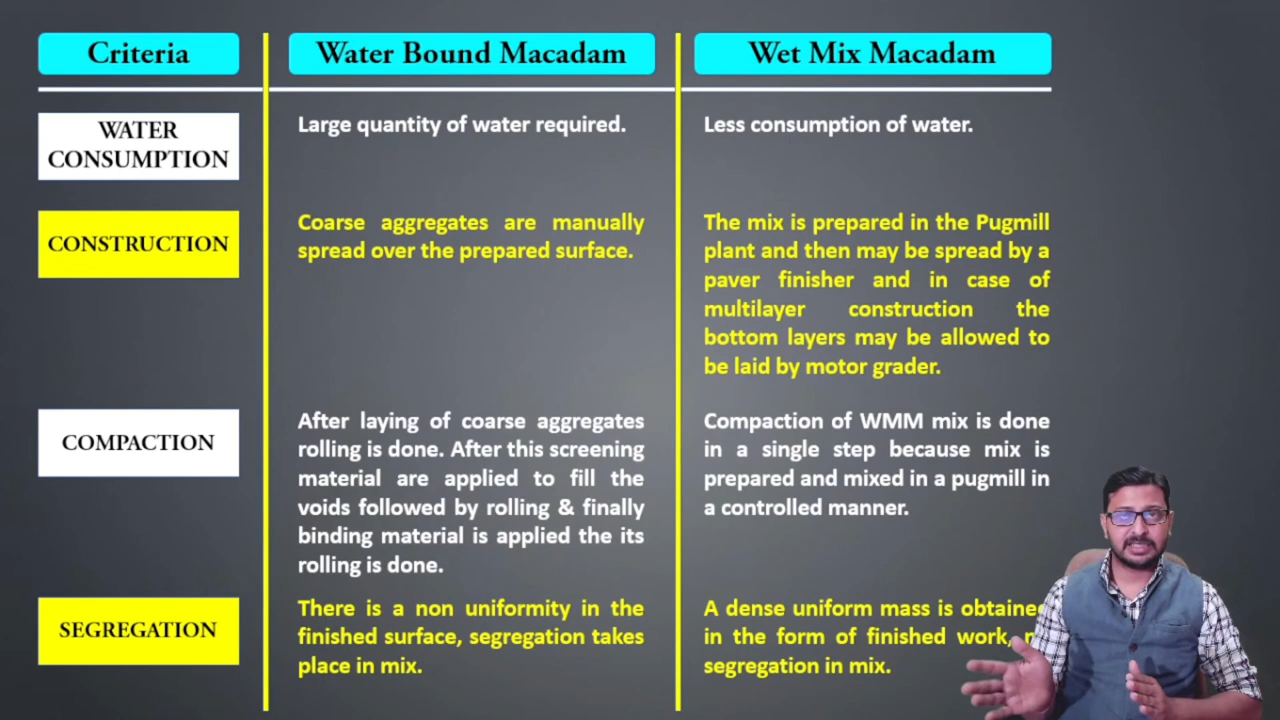 Criteria
Water Bound Macadam
Wet Mix Macadam
WATER
CONSUMPTION
Large quantity of water required.
Less consumption of water.
CONSTRUCTION
Coarse aggregates are manually
spread over the prepared surface.
The mix is prepared in the Pugmill
plant and then may be spread by a
paver finisher and in case of
multilayer construction the
bottom layers may be allowed to
be laid by motor grader.
COMPACTION
After laying of coarse aggregates
rolling is done. After this screening
material are applied to fill the
voids followed by rolling & finally
binding material is applied the its
rolling is done.
Compaction of WMM mix is done
in a single step because mix is
prepared and mixed in a pugmill in
a controlled manner.
SEGREGATION
There is a non uniformity in the
finished surface, segregation takes
place in mix.
A dense uniform mass is obtained
in the form of finished work,
segregation in mix.